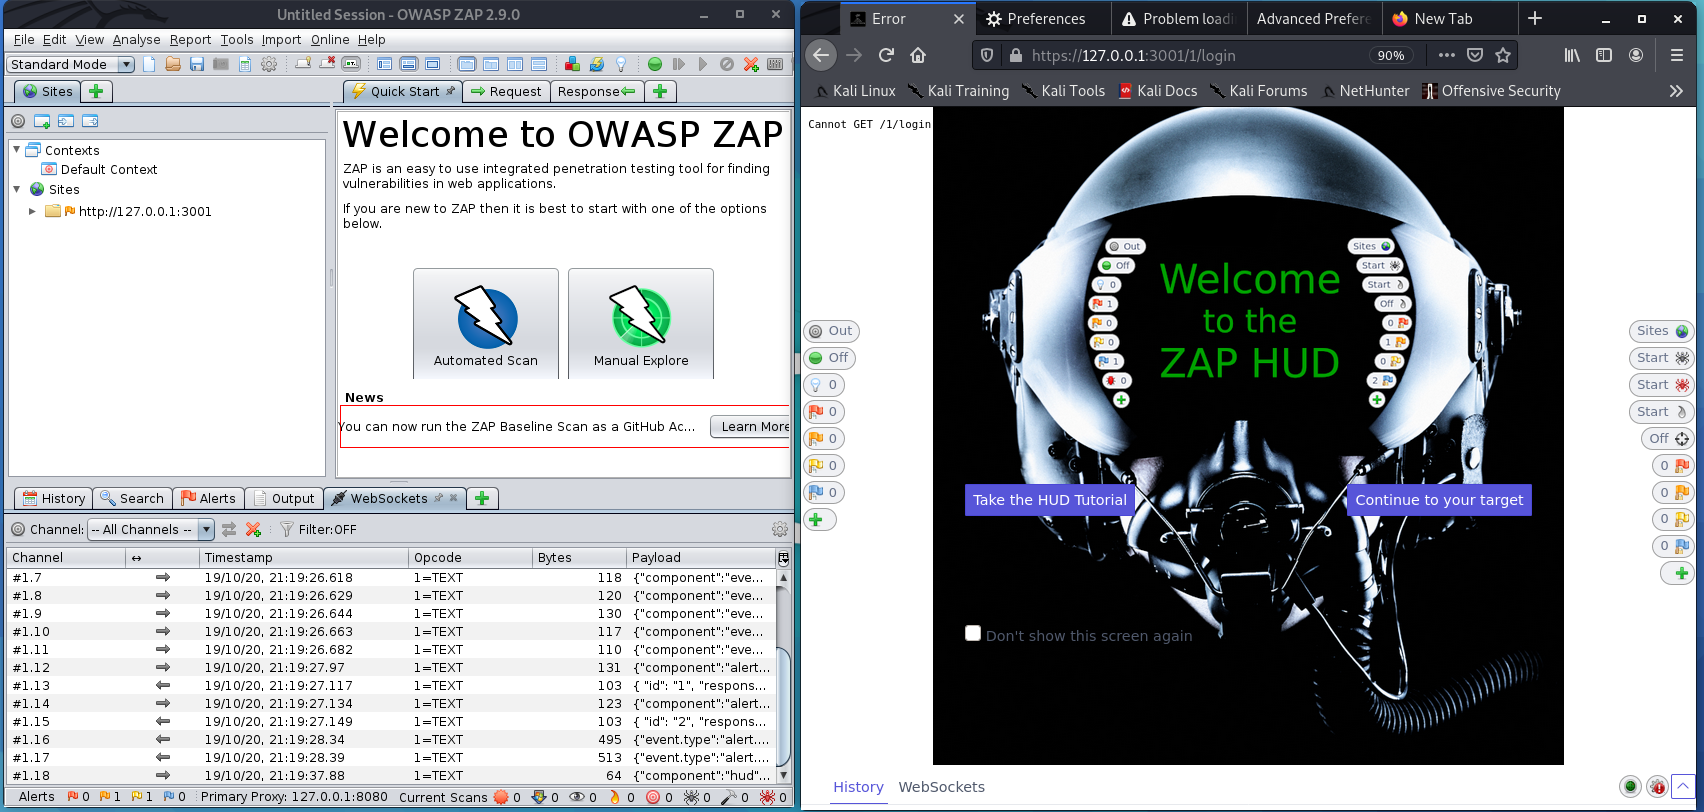 Untitled Session - OWASP ZAP 2.9.0
File Edit View Analyse Report Tools Import Online Help
Standard Mode
Sites
Quick Start
Request
Response
Contexts
Default Context
Sites
http://127.0.0.1:3001
Welcome to OWASP ZAP
ZAP is an easy to use integrated penetration testing tool for finding
vulnerabilities in web applications.
If you are new to ZAP then it is best to start with one of the options
below.
Automated Scan
Manual Explore
News
You can now run the ZAP Baseline Scan as a GitHub Ac...
Learn More
History
Search
Alerts
Output
WebSockets
Channel: -- All Channels -- Filter:OFF
Channel ↔ Timestamp Opcode Bytes Payload
#1.7 19/10/20, 21:19:26.618 1=TEXT 118 {"component":"eve...
#1.8 19/10/20, 21:19:26.629 1=TEXT 120 {"component":"eve...
#1.9 19/10/20, 21:19:26.644 1=TEXT 130 {"component":"eve...
#1.10 19/10/20, 21:19:26.663 1=TEXT 117 {"component":"eve...
#1.11 19/10/20, 21:19:26.682 1=TEXT 110 {"component":"eve...
#1.12 19/10/20, 21:19:27.97 1=TEXT 131 {"component":"alert...
#1.13 19/10/20, 21:19:27.117 1=TEXT 103 { "id": "1", "respons...
#1.14 19/10/20, 21:19:27.134 1=TEXT 123 {"component":"alert...
#1.15 19/10/20, 21:19:27.149 1=TEXT 103 { "id": "2", "respons...
#1.16 19/10/20, 21:19:28.34 1=TEXT 495 {"event.type":"alert....
#1.17 19/10/20, 21:19:28.39 1=TEXT 513 {"event.type":"alert....
#1.18 19/10/20, 21:19:37.88 1=TEXT 64 {"component":"hud"...
Alerts 0 1 1 0 Primary Proxy: 127.0.0.1:8080 Current Scans 0 0 0 0 0 0 0 0
Error
Preferences
Problem loadi
Advanced Prefere
New Tab
https://127.0.0.1:3001/1/login
90%
Kali Linux
Kali Training
Kali Tools
Kali Docs
Kali Forums
NetHunter
Offensive Security
Cannot GET /1/login
Out
Off
0
0
0
0
0
Out
Off
0
1
0
0
1
0
Welcome
to the
ZAP HUD
Sites
Start
Start
Off
0
1
0
2
Sites
Start
Start
Start
Off
0
0
0
0
Take the HUD Tutorial
Continue to your target
Don't show this screen again
History
WebSockets